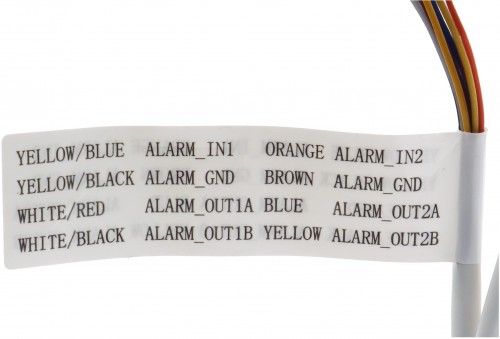 YELLOW/BLUE ALARM_IN1 ORANGE ALARM_IN2
YELLOW/BLACK ALARM_GND BROWN ALARM_GND
WHITE/RED ALARM_OUT1A BLUE ALARM_OUT2A
WHITE/BLACK ALARM_OUT1B YELLOW ALARM_OUT2B